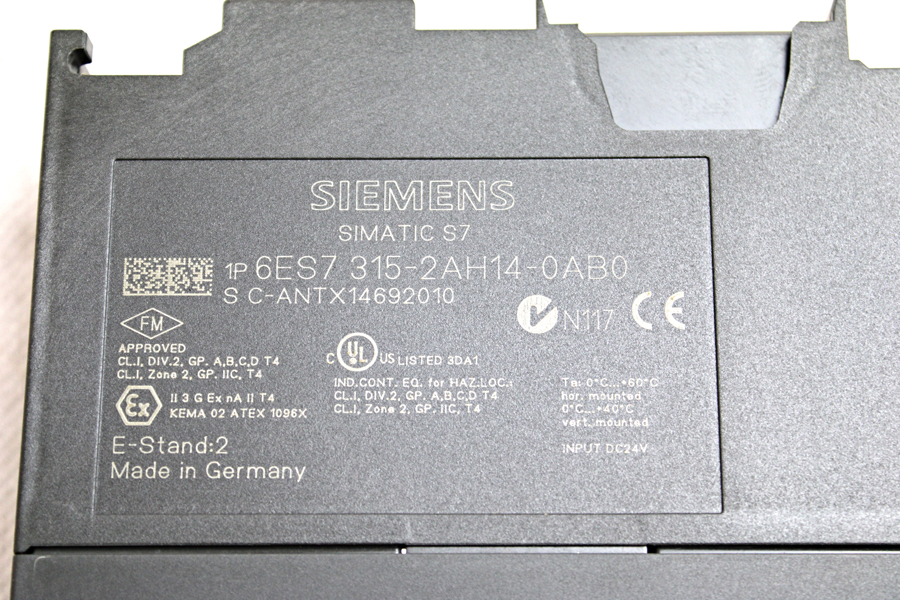 SIEMENS
SIMATIC S7
1P 6ES7 315-2AH14-0AB0
S C-ANTX14692010
N117 CE
FM
APPROVED
CL.I, DIV.2, GP. A,B,C,D T4
CL.I, Zone 2, GP. IIC, T4
Ex II 3 G Ex nA II T4
KEMA 02 ATEX 1096X
C UL US LISTED 3DA1
IND.CONT. EQ. for HAZ.LOC.:
CL.I, DIV.2, GP. A,B,C,D T4
CL.I, Zone 2, GP. IIC, T4
Ta: 0°C...+60°C
hor. mounted
0°C...+40°C
vert. mounted
INPUT DC24V
E-Stand:2
Made in Germany